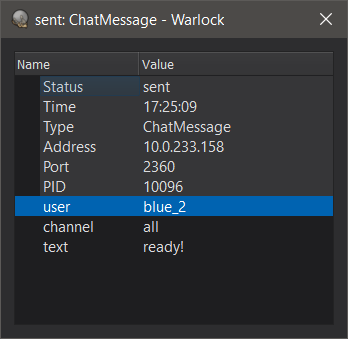 sent: ChatMessage - Warlock
Name Value
Status sent
Time 17:25:09
Type ChatMessage
Address 10.0.233.158
Port 2360
PID 10096
user blue_2
channel all
text ready!